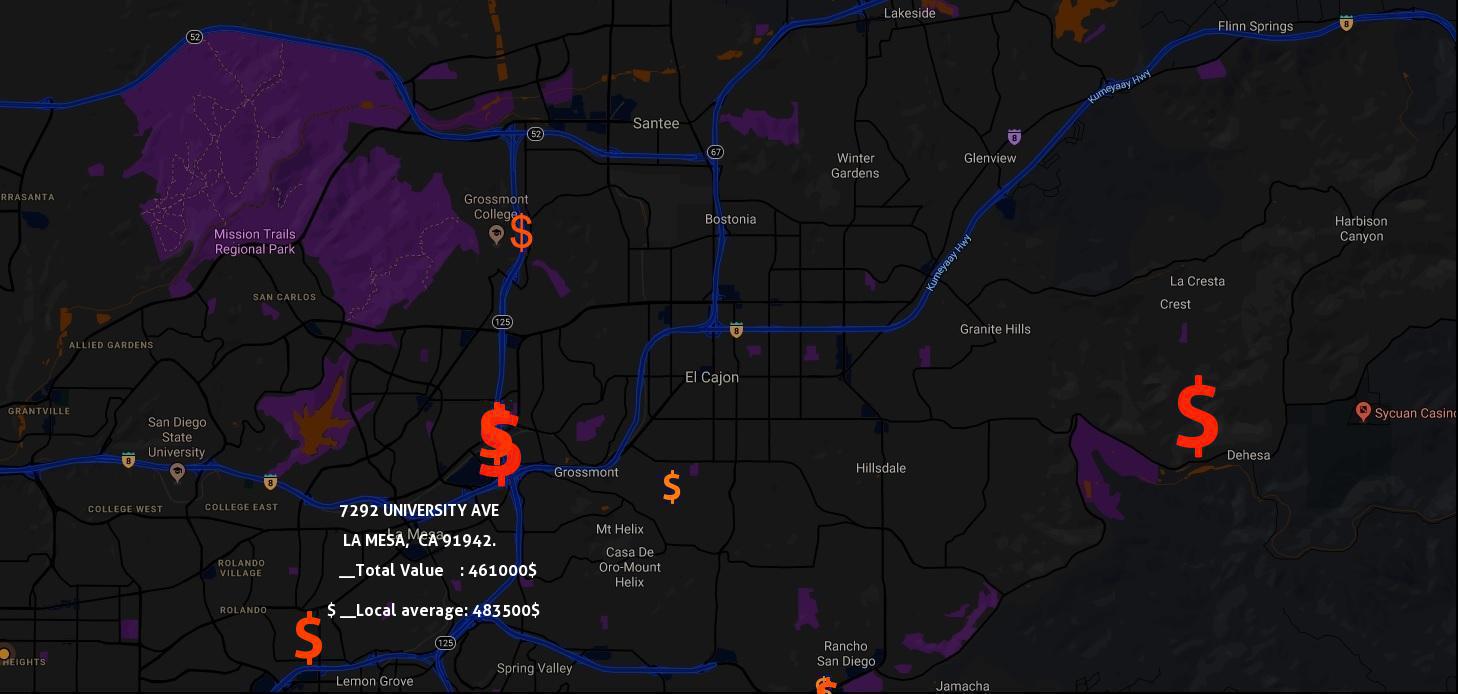 Lakeside
Flinn Springs
8
52
Kumeyaay Hwy
Santee
52
67
8
Glenview
Winter
Gardens
RRASANTA
Grossmont
College
$
Bostonia
Harbison
Canyon
Mission Trails
Regional Park
Kumeyaay Hwy
La Cresta
Crest
SAN CARLOS
125
8
Granite Hills
ALLIED GARDENS
El Cajon
GRANTVILLE
San Diego
State
University
$
$
$
Sycuan Casino
8
8
Grossmont
Hillsdale
Dehesa
$
COLLEGE WEST
COLLEGE EAST
7292 UNIVERSITY AVE
La Mesa
LA MESA,  CA 91942.
Mt Helix
Casa De
Oro-Mount
Helix
ROLANDO
VILLAGE
__Total Value   : 461000$
ROLANDO
$ __Local average: 483500$
$
125
HEIGHTS
Lemon Grove
Spring Valley
Rancho
San Diego
$
Jamacha